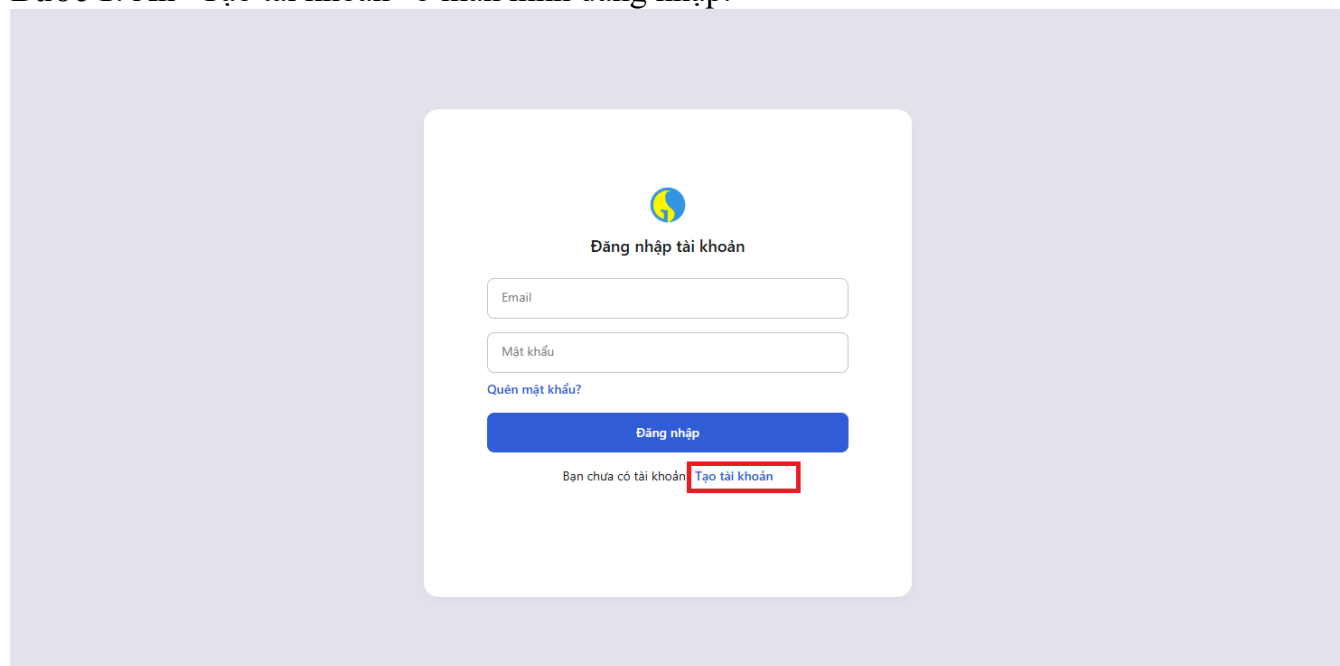 Đăng nhập tài khoản
Email
Mật khẩu
Quên mật khẩu?
Đăng nhập
Bạn chưa có tài khoản Tạo tài khoản